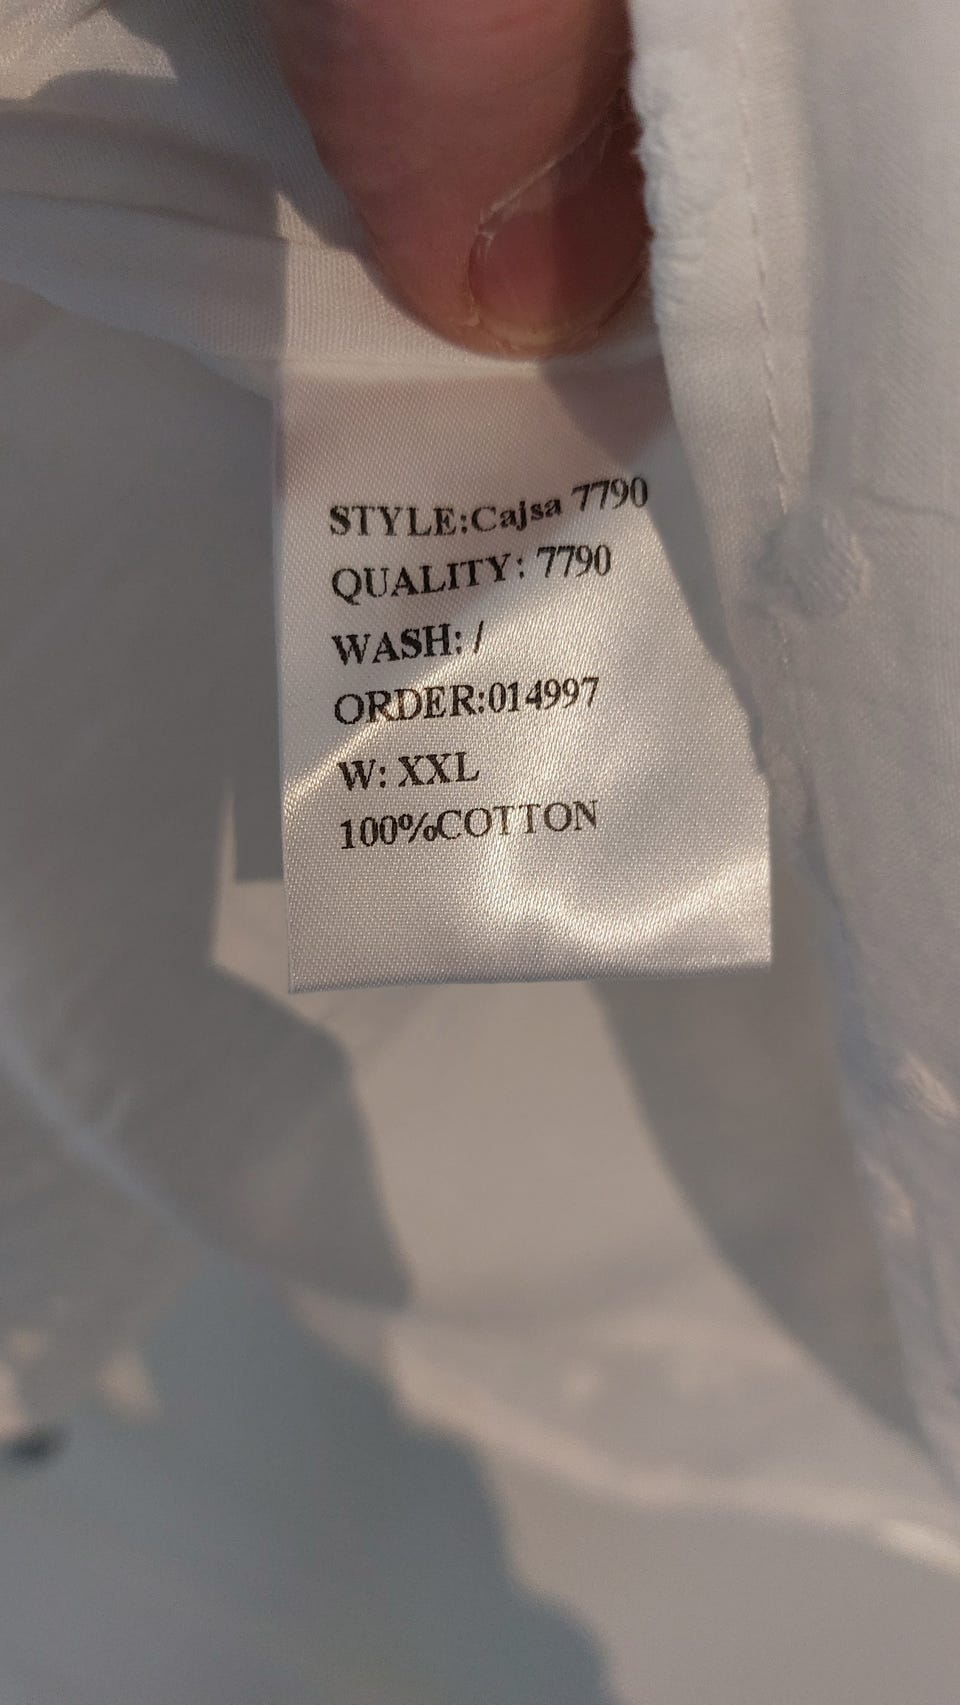 STYLE:Cajsa 7790
QUALITY: 7790
WASH: /
ORDER:014997
W: XXL
100%COTTON